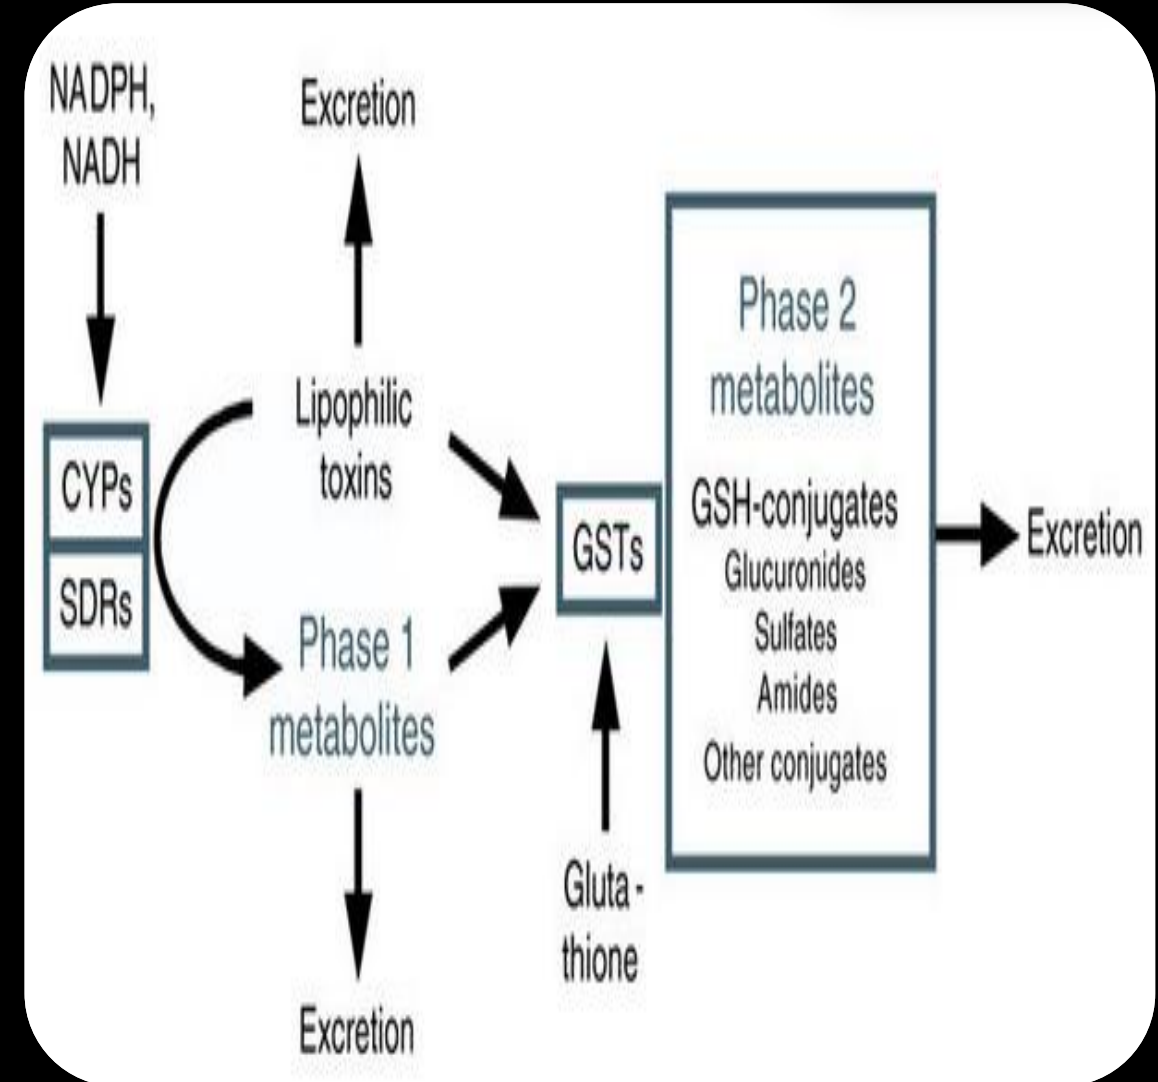 NADPH,
NADH
Excretion
CYPs
SDRs
Lipophilic
toxins
Phase 1
metabolites
Excretion
GSTs
Gluta-
thione
Phase 2
metabolites
GSH-conjugates
Glucuronides
Sulfates
Amides
Other conjugates
Excretion